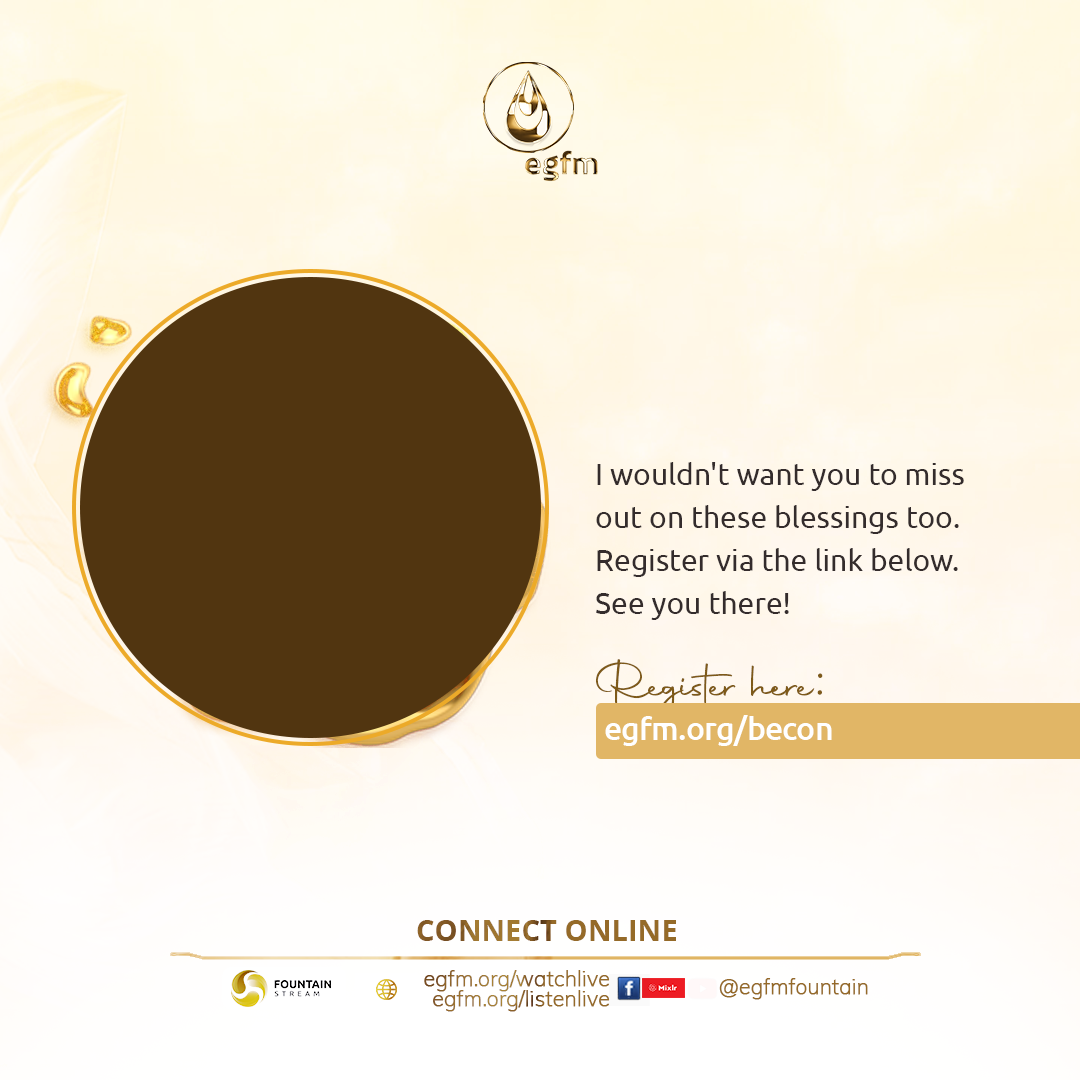 egfm
I wouldn't want you to miss
out on these blessings too.
Register via the link below.
See you there!
Register here:
egfm.org/becon
CONNECT ONLINE
FOUNTAIN
STREAM
egfm.org/watchlive
egfm.org/listenlive
Mixlr
@egfmfountain